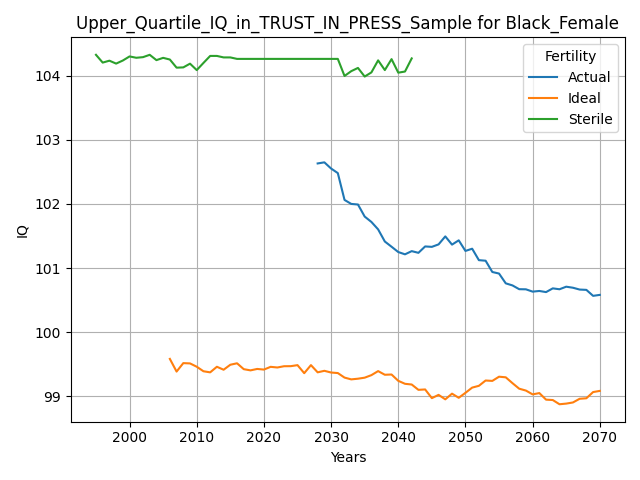 Upper_Quartile_IQ_in_TRUST_IN_PRESS_Sample for Black_Female
Fertility
Actual
Ideal
Sterile
104
103
102
101
100
99
IQ
2000 2010 2020 2030 2040 2050 2060 2070
Years